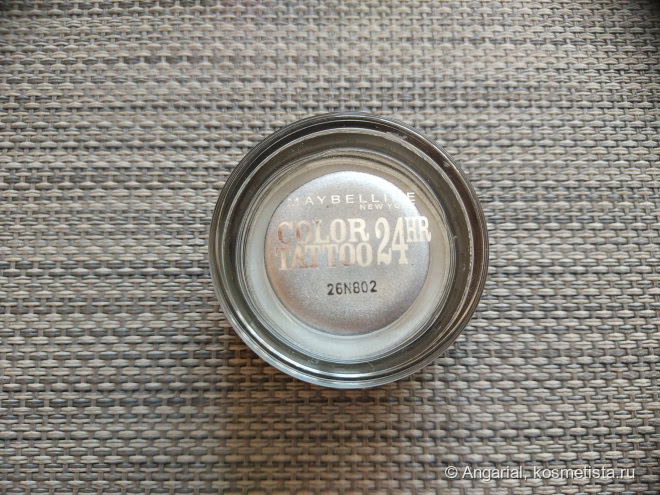 MAYBELLINE
NEW YORK
COLOR
TATTOO 24HR
26N802
© Angarial, kosmetista.ru